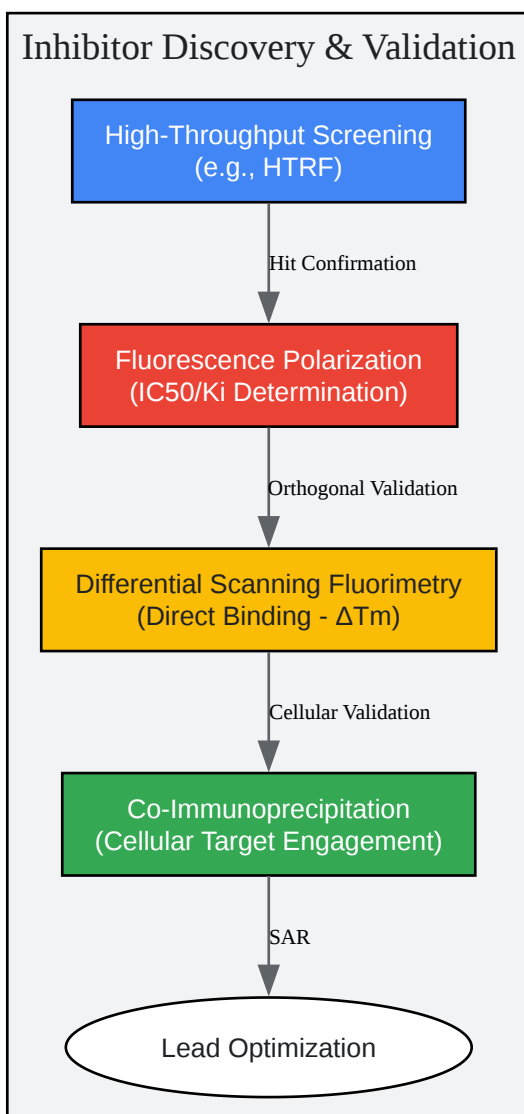 Inhibitor Discovery & Validation
High-Throughput Screening
(e.g., HTRF)
Hit Confirmation
Fluorescence Polarization
(IC50/Ki Determination)
Orthogonal Validation
Differential Scanning Fluorimetry
(Direct Binding - ΔTm)
Cellular Validation
Co-Immunoprecipitation
(Cellular Target Engagement)
SAR
Lead Optimization